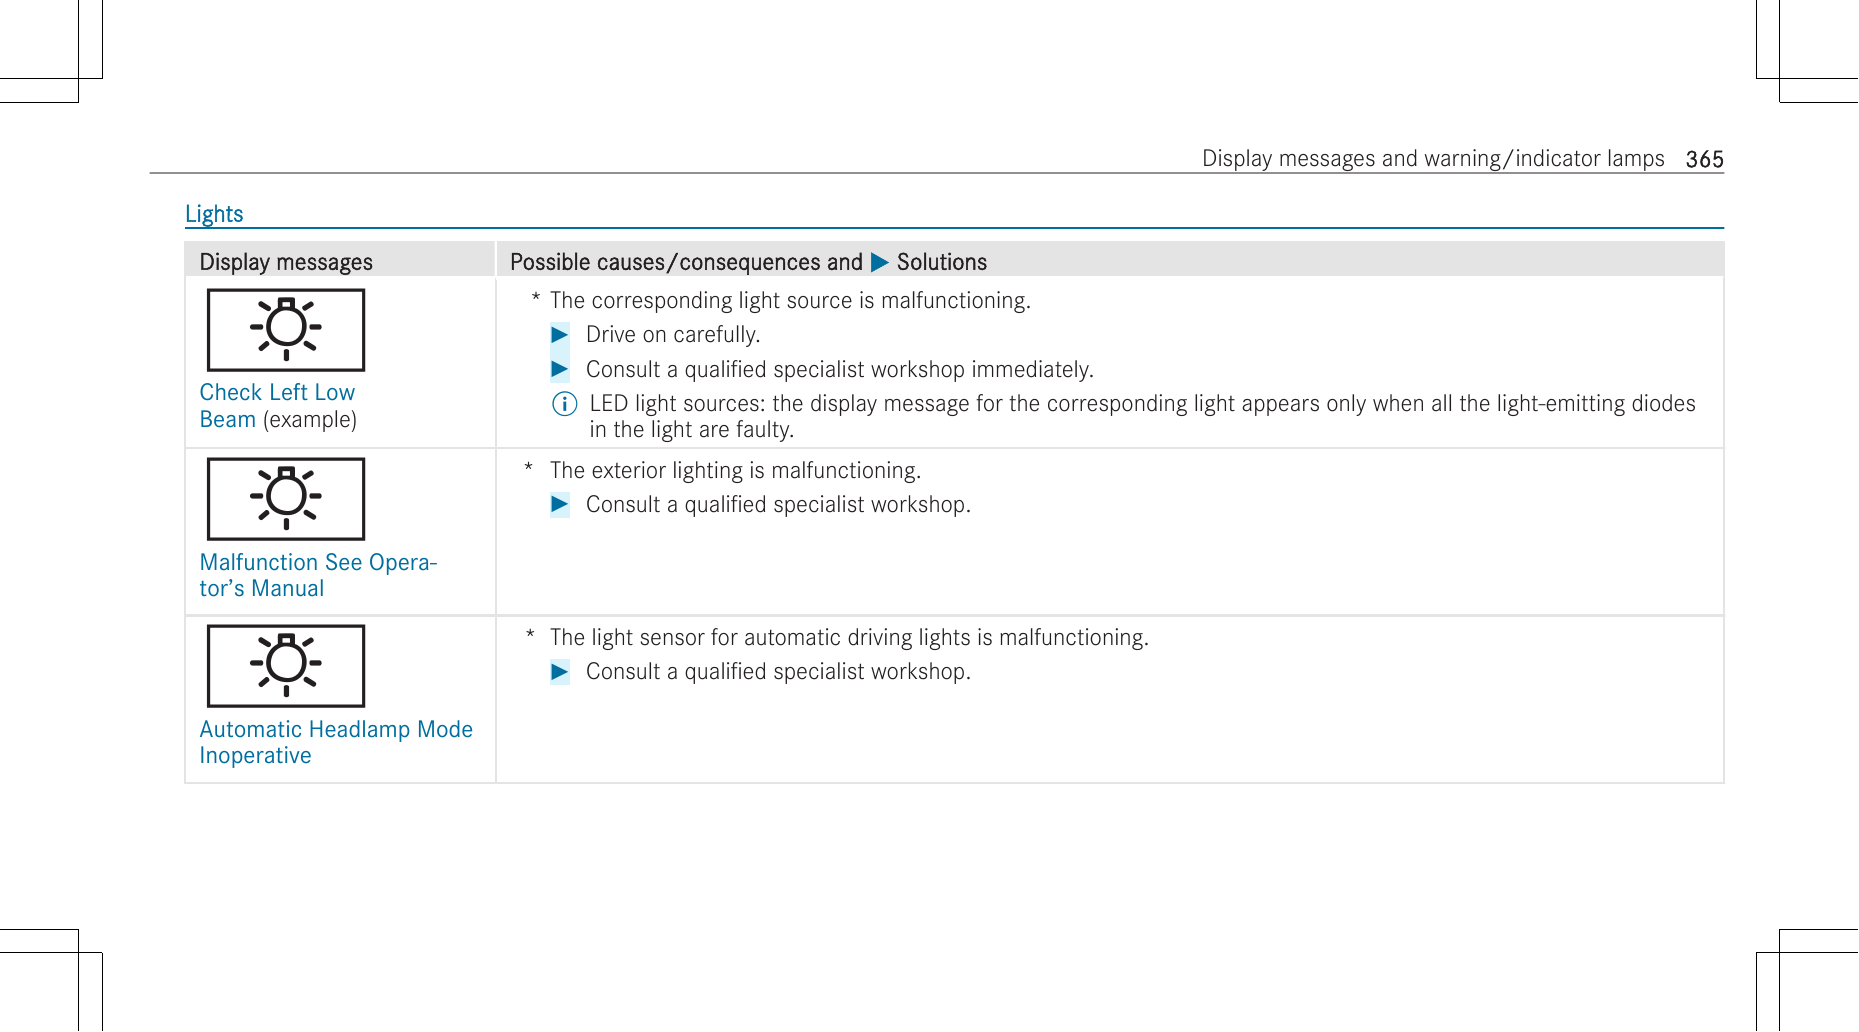 Display messages and warning/indicator lamps 365
Lights
Display messages
Possible causes/consequences and ▶ Solutions
Check Left Low
Beam (example)
* The corresponding light source is malfunctioning.
▶ Drive on carefully.
▶ Consult a qualified specialist workshop immediately.
ⓘ LED light sources: the display message for the corresponding light appears only when all the light-emitting diodes
in the light are faulty.
Malfunction See Opera-
tor's Manual
* The exterior lighting is malfunctioning.
▶ Consult a qualified specialist workshop.
Automatic Headlamp Mode
Inoperative
* The light sensor for automatic driving lights is malfunctioning.
▶ Consult a qualified specialist workshop.